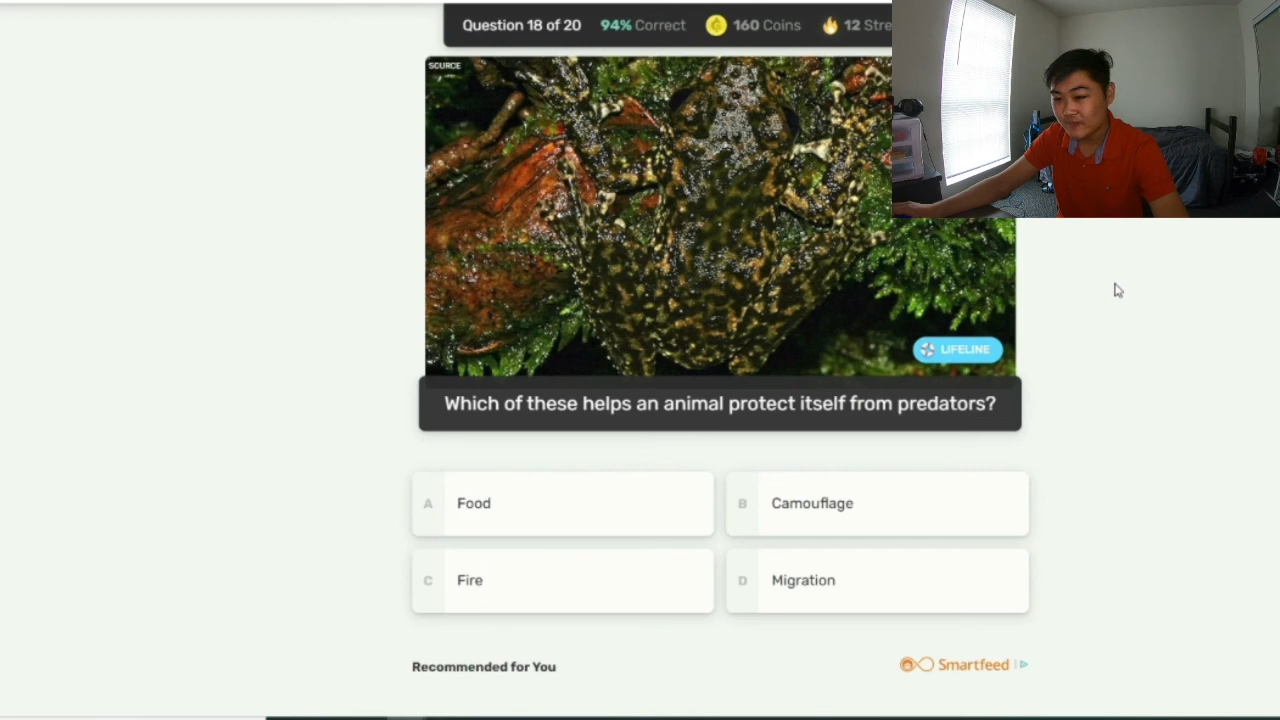 Question 18 of 20 94% Correct 160 Coins 12 Stre
SOURCE
LIFELINE
Which of these helps an animal protect itself from predators?
A Food
B Camouflage
C Fire
D Migration
Recommended for You
Smartfeed